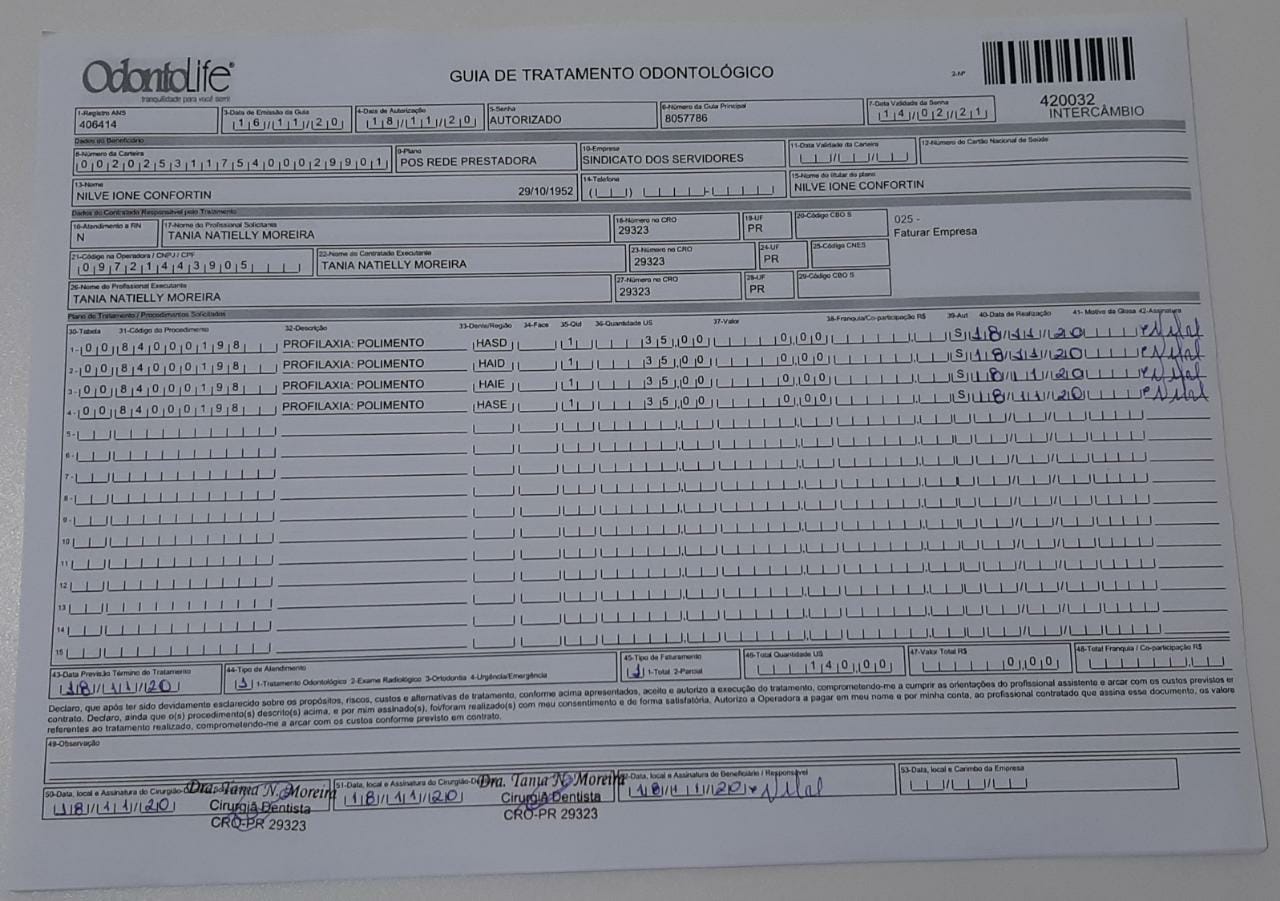 OdontoLife®
tranquilidade para você sorrir
GUIA DE TRATAMENTO ODONTOLÓGICO
2-Nº
420032
INTERCÂMBIO
1-Registro ANS
406414
3-Data de Emissão da Guia
16/11/20
4-Data de Autorização
18/11/20
5-Senha
AUTORIZADO
6-Número da Guia Principal
8057786
7-Data Validade da Senha
14/02/21
Dados do Beneficiário
8-Número da Carteira
00202531175400029901
9-Plano
POS REDE PRESTADORA
10-Empresa
SINDICATO DOS SERVIDORES
11-Data Validade da Carteira
12-Número do Cartão Nacional de Saúde
13-Nome
NILVE IONE CONFORTIN 29/10/1952
14-Telefone
15-Nome do titular do plano
NILVE IONE CONFORTIN
Dados do Contratado Responsável pelo Tratamento
16-Atendimento a RN
N
17-Nome do Profissional Solicitante
TANIA NATIELLY MOREIRA
18-Número no CRO
29323
19-UF
PR
20-Código CBO S
025 -
Faturar Empresa
21-Código na Operadora / CNPJ / CPF
09721443905
22-Nome do Contratado Executante
TANIA NATIELLY MOREIRA
23-Número no CRO
29323
24-UF
PR
25-Código CNES
26-Nome do Profissional Executante
TANIA NATIELLY MOREIRA
27-Número no CRO
29323
28-UF
PR
29-Código CBO S
Plano de Tratamento / Procedimentos Solicitados
30-Tabela 31-Código do Procedimento 32-Descrição 33-Dente/Região 34-Face 35-Qtd 36-Quantidade US 37-Valor 38-Franquia/Co-participação R$ 39-Aut 40-Data de Realização 41- Motivo da Glosa 42-Assinatura
1- 00 84000198 PROFILAXIA: POLIMENTO HASD 1 35,00 0,00 S 18/11/20
2- 00 84000198 PROFILAXIA: POLIMENTO HAID 1 35,00 0,00 S 18/11/20
3- 00 84000198 PROFILAXIA: POLIMENTO HAIE 1 35,00 0,00 S 18/11/20
4- 00 84000198 PROFILAXIA: POLIMENTO HASE 1 35,00 0,00 S 18/11/20
5-
6-
7-
8-
9-
10
11
12
13
14
15
43-Data Previsão Término do Tratamento
18/11/20
44-Tipo de Atendimento
1 1-Tratamento Odontológico 2-Exame Radiológico 3-Ortodontia 4-Urgência/Emergência
45-Tipo de Faturamento
1 1-Total 2-Parcial
46-Total Quantidade US
140,00
47-Valor Total R$
0,00
48-Total Franquia / Co-participação R$
Declaro, que após ter sido devidamente esclarecido sobre os propósitos, riscos, custos e alternativas de tratamento, conforme acima apresentados, aceito e autorizo a execução do tratamento, comprometendo-me a cumprir as orientações do profissional assistente e arcar com os custos previstos em
contrato. Declaro, ainda que o(s) procedimento(s) descrito(s) acima, e por mim assinado(s), foi/foram realizado(s) com meu consentimento e de forma satisfatória. Autorizo a Operadora a pagar em meu nome e por minha conta, ao profissional contratado que assina esse documento, os valore
referentes ao tratamento realizado, comprometendo-me a arcar com os custos conforme previsto em contrato.
49-Observação
50-Data, local e Assinatura do Cirurgião-D
18/11/20
Dra. Tania N. Moreira
Cirurgiã Dentista
CRO-PR 29323
51-Data, local e Assinatura do Cirurgião-D
18/11/20
Dra. Tania N. Moreira
Cirurgiã Dentista
CRO-PR 29323
-Data, local e Assinatura do Beneficiário / Responsável
18/11/20
53-Data, local e Carimbo da Empresa